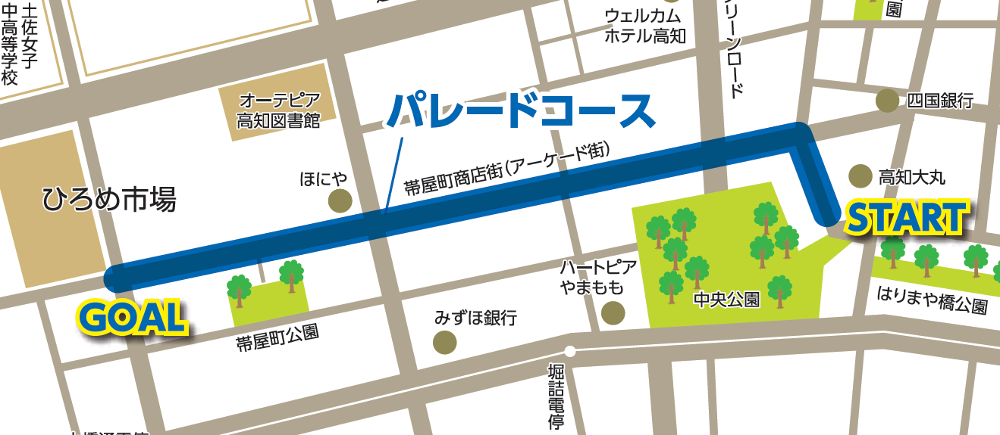 土佐女子
中高等学校
ウェルカム
ホテル高知
リーンロード
園
オーテピア
高知図書館
パレードコース
四国銀行
帯屋町商店街（アーケード街）
ほにや
高知大丸
ひろめ市場
START
ハートピア
やまもも
中央公園
はりまや橋公園
GOAL
みずほ銀行
帯屋町公園
堀詰電停